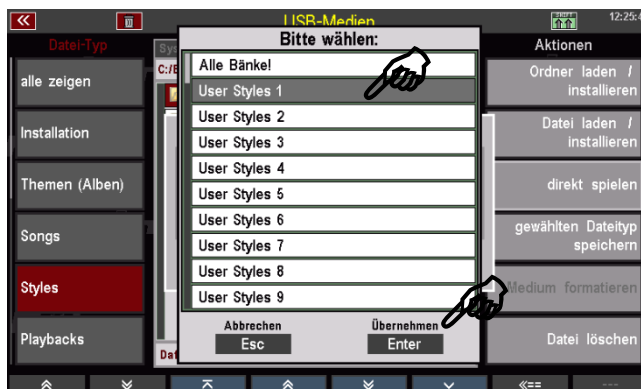 USB-Medien
12:25:4
Datei-Typ
Sys
Bitte wählen:
Aktionen
C:/B
alle zeigen
Installation
Themen (Alben)
Songs
Styles
Playbacks
Alle Bänke!
User Styles 1
User Styles 2
User Styles 3
User Styles 4
User Styles 5
User Styles 6
User Styles 7
User Styles 8
User Styles 9
Abbrechen
Esc
Übernehmen
Enter
Dat
Ordner laden /
installieren
Datei laden /
installieren
direkt spielen
gewählten Dateityp
speichern
Medium formatieren
Datei löschen
«==
---